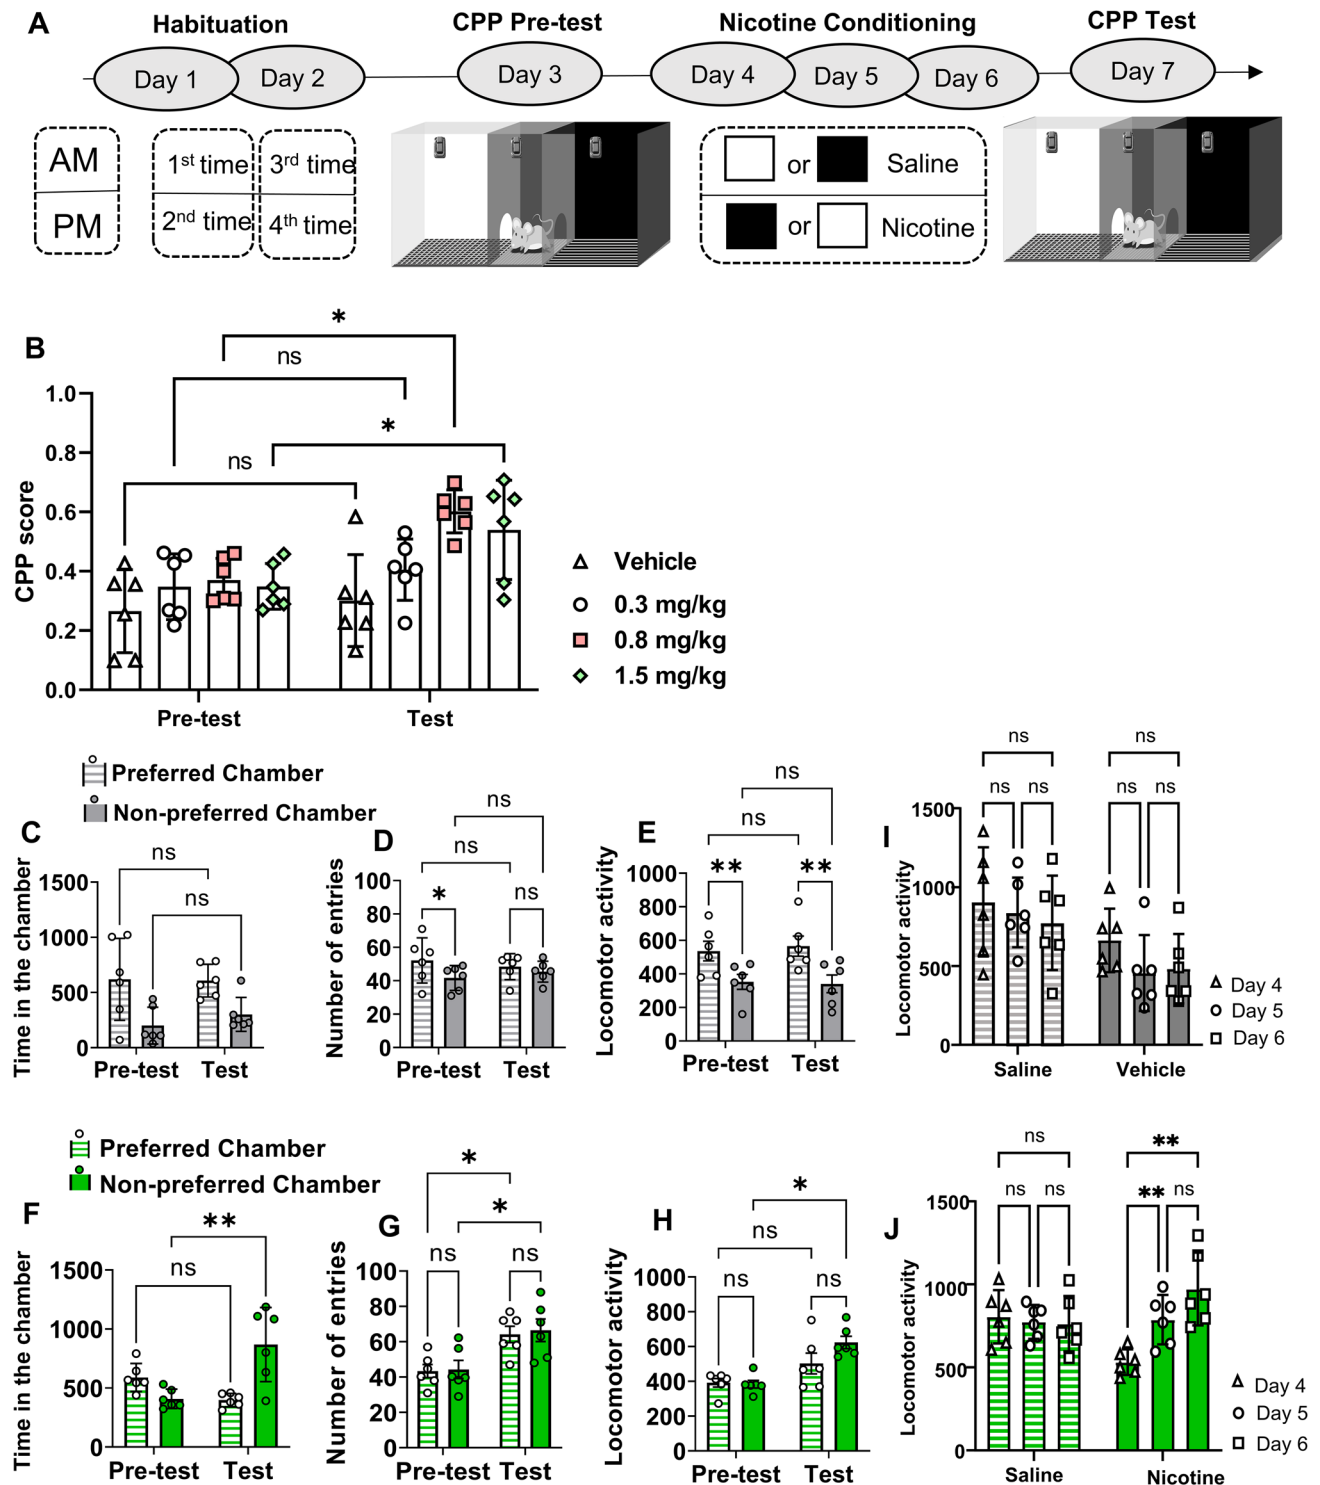 A
Habituation
CPP Pre-test
Nicotine Conditioning
CPP Test
Day 1
Day 2
Day 3
Day 4
Day 5
Day 6
Day 7
AM
PM
1st time
3rd time
2nd time
4th time
or
Saline
or
Nicotine
B
*
ns
*
ns
CPP score
1.0
0.8
0.6
0.4
0.2
0.0
Pre-test
Test
Vehicle
0.3 mg/kg
0.8 mg/kg
1.5 mg/kg
Preferred Chamber
Non-preferred Chamber
C
Time in the chamber
1500
1000
500
0
ns
ns
Pre-test
Test
D
Number of entries
100
80
60
40
20
0
ns
ns
*
ns
Pre-test
Test
E
Locomotor activity
1000
800
600
400
200
0
ns
ns
**
**
Pre-test
Test
I
Locomotor activity
1500
1000
500
0
ns
ns
ns
ns
ns
ns
Saline
Vehicle
Day 4
Day 5
Day 6
Preferred Chamber
Non-preferred Chamber
F
Time in the chamber
1500
1000
500
0
**
ns
Pre-test
Test
G
Number of entries
100
80
60
40
20
0
*
*
ns
ns
Pre-test
Test
H
Locomotor activity
1000
800
600
400
200
0
*
ns
ns
ns
Pre-test
Test
J
Locomotor activity
1500
1000
500
0
ns
**
ns
ns
**
ns
Saline
Nicotine
Day 4
Day 5
Day 6